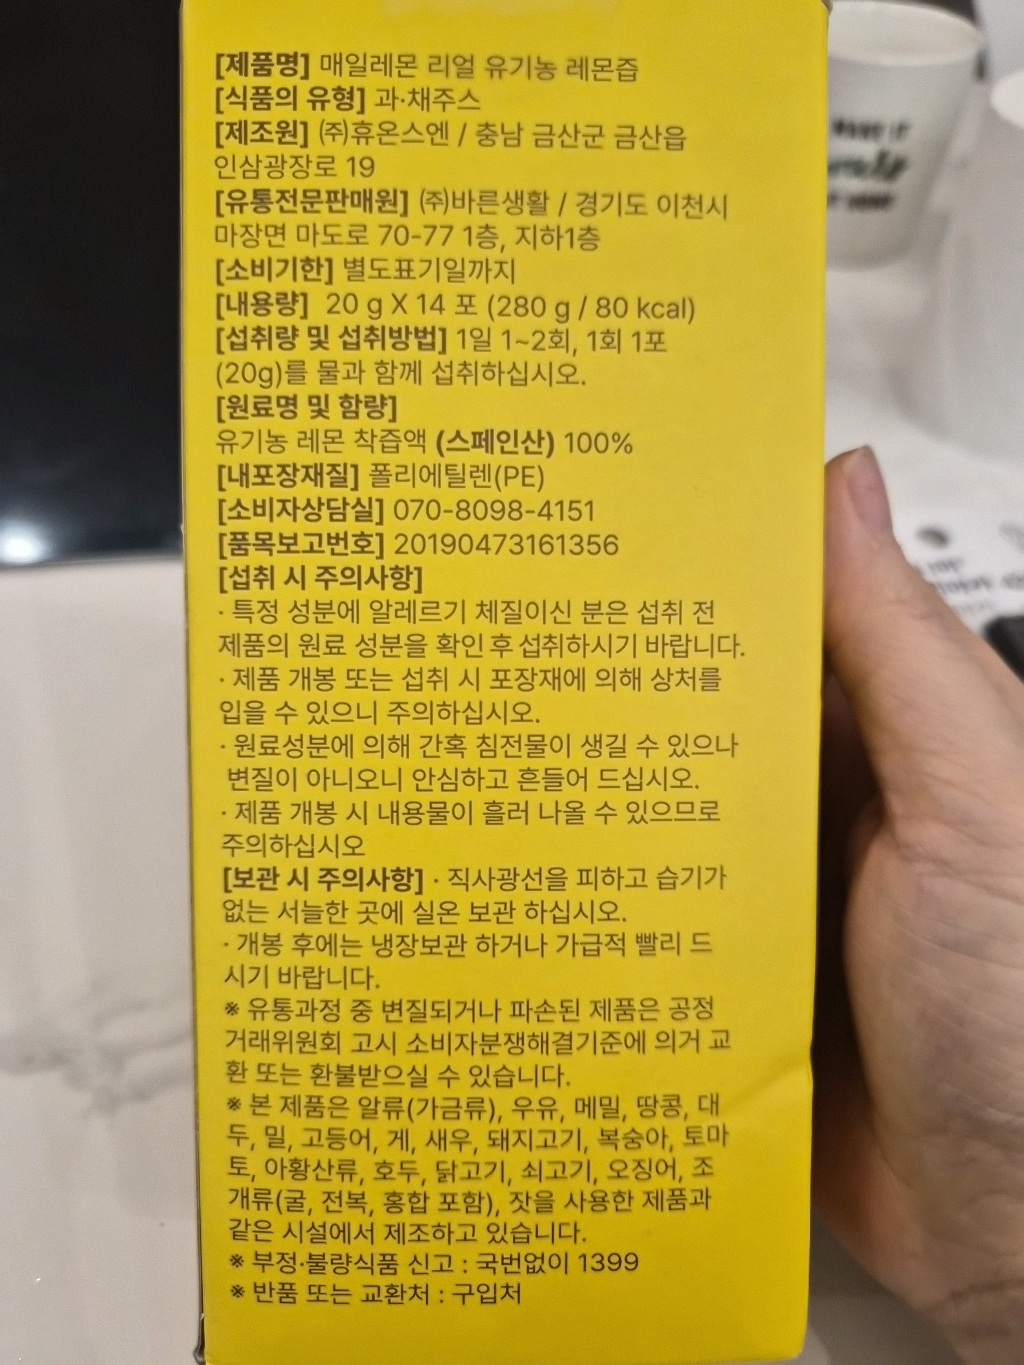 [제품명] 매일레몬 리얼 유기농 레몬즙
[식품의 유형] 과·채주스
[제조원] ㈜휴온스엔 / 충남 금산군 금산읍
인삼광장로 19
[유통전문판매원] ㈜바른생활 / 경기도 이천시
마장면 마도로 70-77 1층, 지하1층
[소비기한] 별도표기일까지
[내용량] 20 g X 14 포 (280 g / 80 kcal)
[섭취량 및 섭취방법] 1일 1~2회, 1회 1포
(20g)를 물과 함께 섭취하십시오.
[원료명 및 함량]
유기농 레몬 착즙액 (스페인산) 100%
[내포장재질] 폴리에틸렌(PE)
[소비자상담실] 070-8098-4151
[품목보고번호] 20190473161356
[섭취 시 주의사항]
· 특정 성분에 알레르기 체질이신 분은 섭취 전
제품의 원료 성분을 확인 후 섭취하시기 바랍니다.
· 제품 개봉 또는 섭취 시 포장재에 의해 상처를
입을 수 있으니 주의하십시오.
· 원료성분에 의해 간혹 침전물이 생길 수 있으나
변질이 아니오니 안심하고 흔들어 드십시오.
· 제품 개봉 시 내용물이 흘러 나올 수 있으므로
주의하십시오
[보관 시 주의사항] · 직사광선을 피하고 습기가
없는 서늘한 곳에 실온 보관 하십시오.
· 개봉 후에는 냉장보관 하거나 가급적 빨리 드
시기 바랍니다.
※ 유통과정 중 변질되거나 파손된 제품은 공정
거래위원회 고시 소비자분쟁해결기준에 의거 교
환 또는 환불받으실 수 있습니다.
※ 본 제품은 알류(가금류), 우유, 메밀, 땅콩, 대
두, 밀, 고등어, 게, 새우, 돼지고기, 복숭아, 토마
토, 아황산류, 호두, 닭고기, 쇠고기, 오징어, 조
개류(굴, 전복, 홍합 포함), 잣을 사용한 제품과
같은 시설에서 제조하고 있습니다.
※ 부정·불량식품 신고 : 국번없이 1399
※ 반품 또는 교환처 : 구입처
MAKE IT